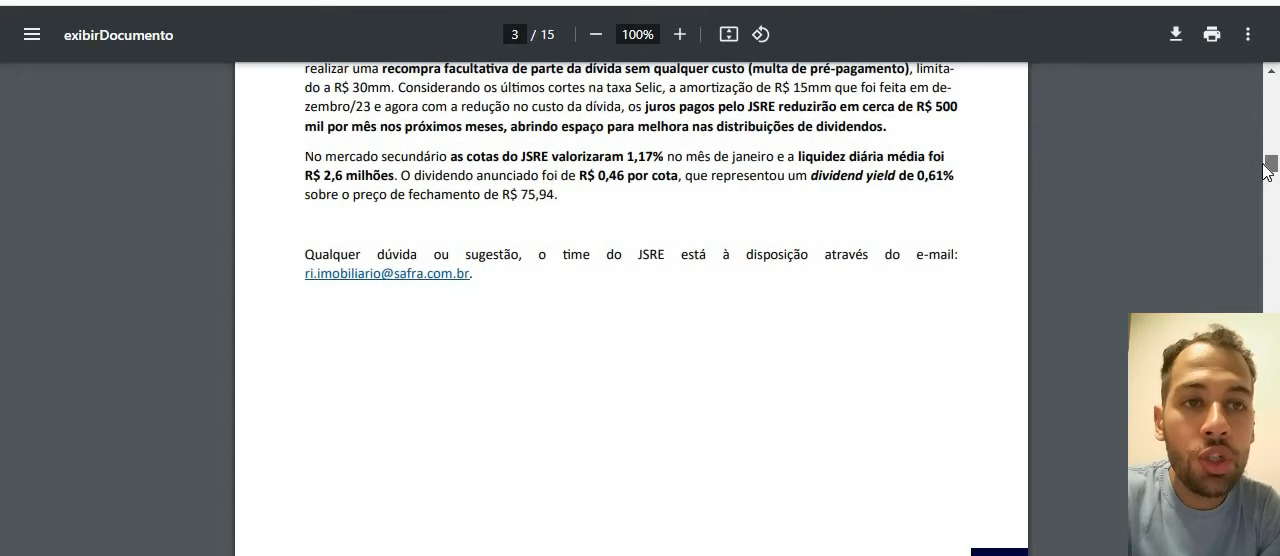 exibirDocumento
3 / 15
100%
realizar uma recompra facultativa de parte da dívida sem qualquer custo (multa de pré-pagamento), limita-
do a R$ 30mm. Considerando os últimos cortes na taxa Selic, a amortização de R$ 15mm que foi feita em de-
zembro/23 e agora com a redução no custo da dívida, os juros pagos pelo JSRE reduzirão em cerca de R$ 500
mil por mês nos próximos meses, abrindo espaço para melhora nas distribuições de dividendos.
No mercado secundário as cotas do JSRE valorizaram 1,17% no mês de janeiro e a liquidez diária média foi
R$ 2,6 milhões. O dividendo anunciado foi de R$ 0,46 por cota, que representou um dividend yield de 0,61%
sobre o preço de fechamento de R$ 75,94.
Qualquer dúvida ou sugestão, o time do JSRE está à disposição através do e-mail:
ri.imobiliario@safra.com.br.